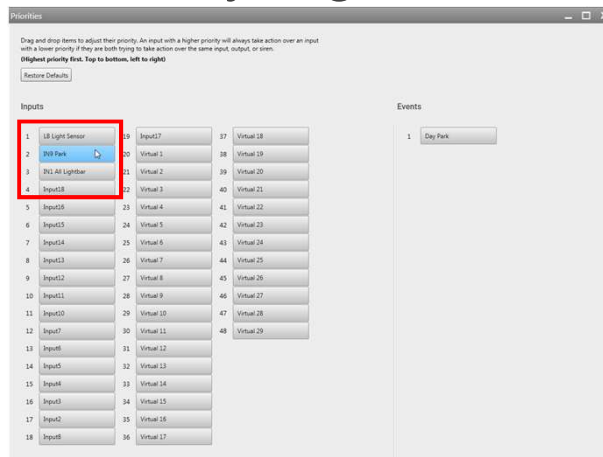 Priorities
Drag and drop items to adjust their priority. An input with a higher priority will always take action over an input
with a lower priority if they are both trying to take action over the same input, output, or siren.
(Highest priority first. Top to bottom, left to right)
Restore Defaults
Inputs
Events
1 LB Light Sensor 19 Input17 37 Virtual 18 1 Day Park
2 IN9 Park 20 Virtual 1 38 Virtual 19
3 IN1 All Lightbar 21 Virtual 2 39 Virtual 20
4 Input18 22 Virtual 3 40 Virtual 21
5 Input16 23 Virtual 4 41 Virtual 22
6 Input15 24 Virtual 5 42 Virtual 23
7 Input14 25 Virtual 6 43 Virtual 24
8 Input13 26 Virtual 7 44 Virtual 25
9 Input12 27 Virtual 8 45 Virtual 26
10 Input11 28 Virtual 9 46 Virtual 27
11 Input10 29 Virtual 10 47 Virtual 28
12 Input7 30 Virtual 11 48 Virtual 29
13 Input6 31 Virtual 12
14 Input5 32 Virtual 13
15 Input4 33 Virtual 14
16 Input3 34 Virtual 15
17 Input2 35 Virtual 16
18 Input8 36 Virtual 17